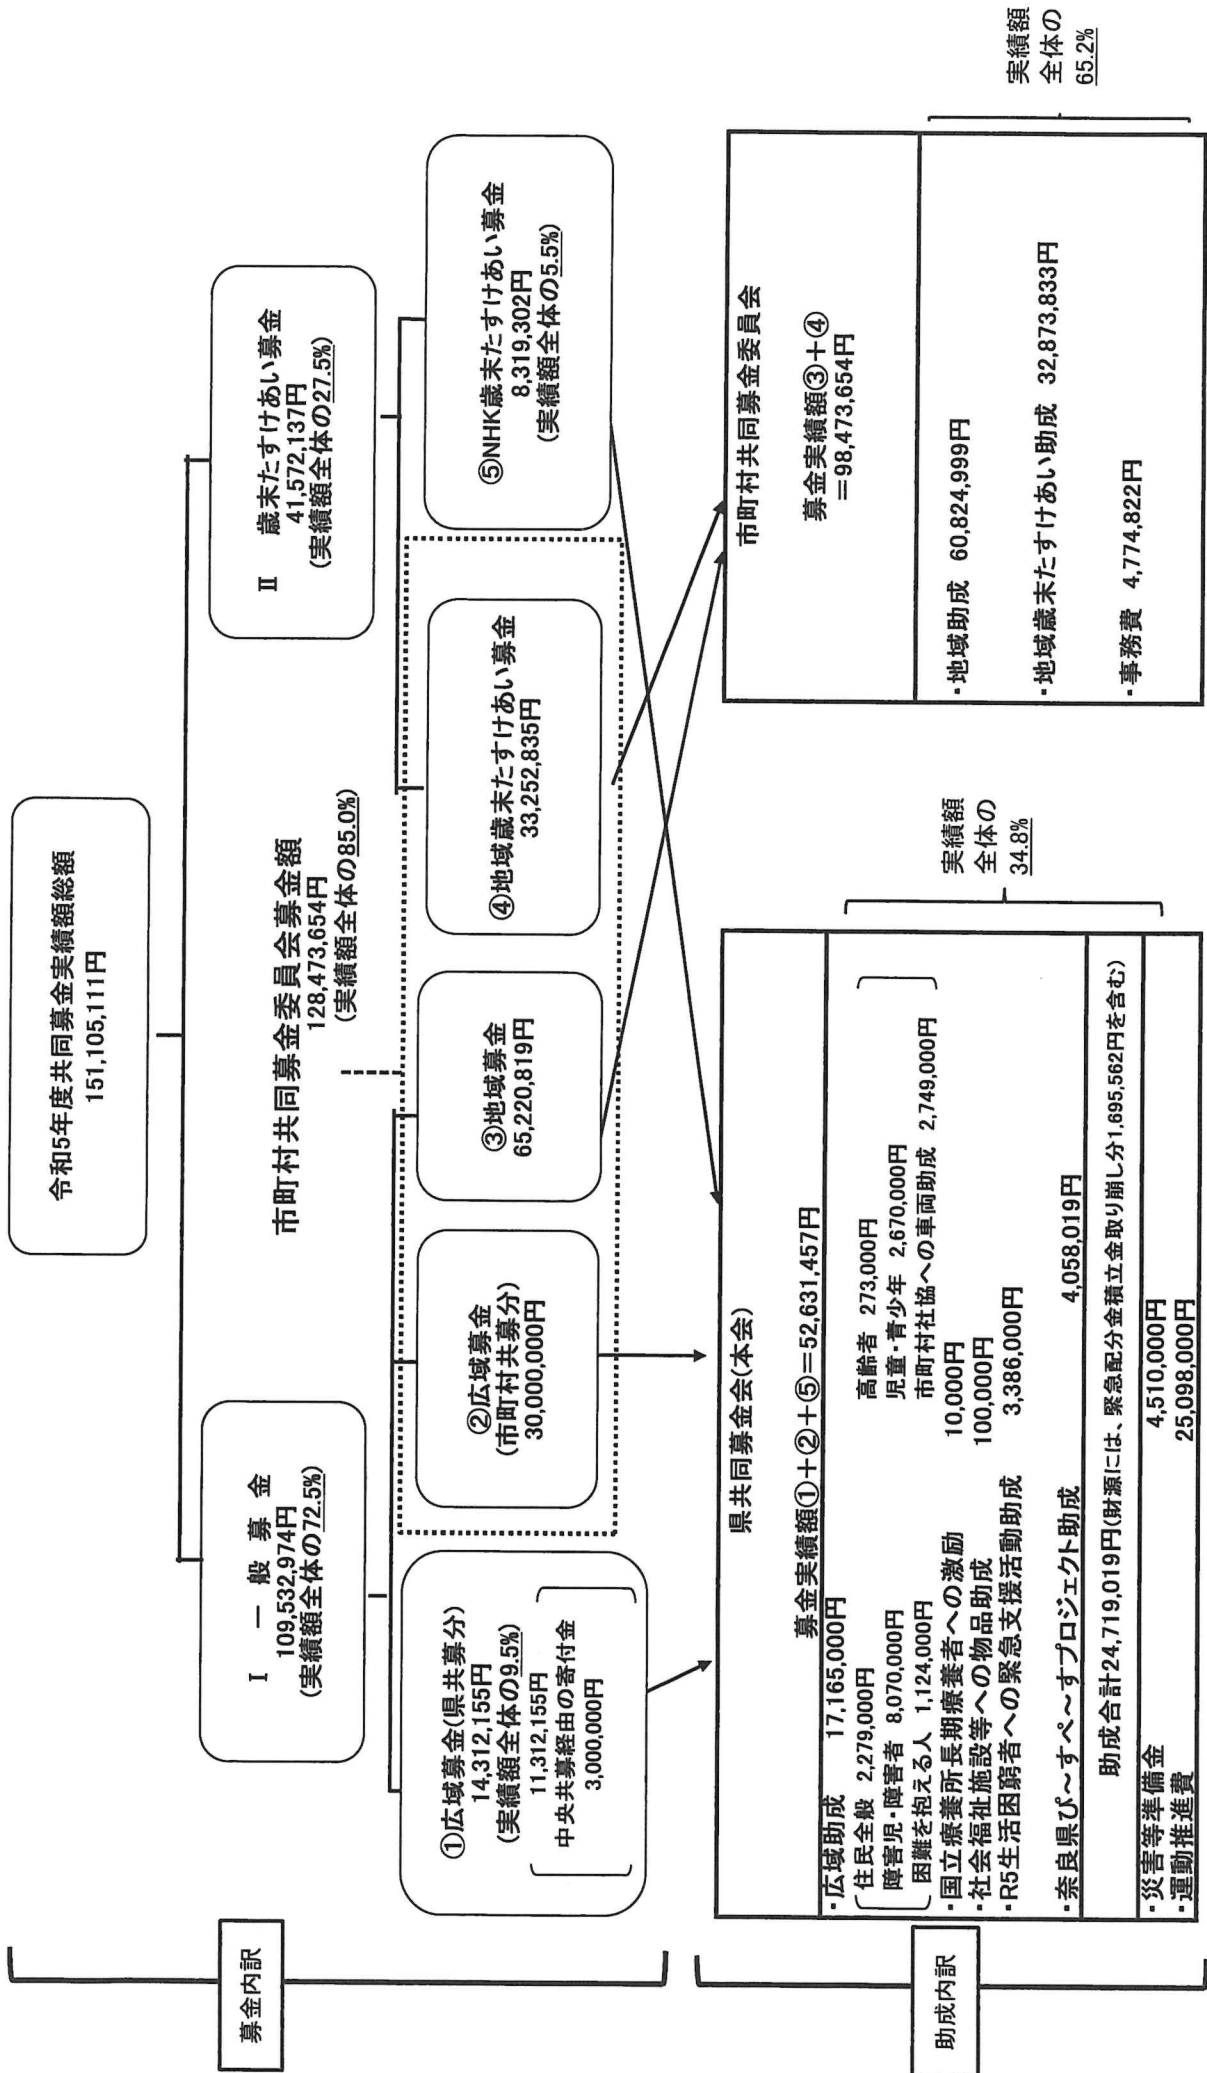 募金内訳
令和5年度共同募金実績額総額
151,105,111円
Ⅰ 一 般 募 金
109,532,974円
(実績額全体の72.5%)
市町村共同募金委員会募金額
128,473,654円
(実績額全体の85.0%)
Ⅱ 歳末たすけあい募金
41,572,137円
(実績額全体の27.5%)
①広域募金(県共募分)
14,312,155円
(実績額全体の9.5%)
11,312,155円
中央共募経由の寄付金
3,000,000円
②広域募金
(市町村共募分)
30,000,000円
③地域募金
65,220,819円
④地域歳末たすけあい募金
33,252,835円
⑤NHK歳末たすけあい募金
8,319,302円
(実績額全体の5.5%)
助成内訳
県共同募金会(本会)
募金実績額①+②+⑤=52,631,457円
・広域助成 17,165,000円
住民全般 2,279,000円 高齢者 273,000円
障害児・障害者 8,070,000円 児童・青少年 2,670,000円
困難を抱える人 1,124,000円 市町村社協への車両助成 2,749,000円
・国立療養所長期療養者への激励 10,000円
・社会福祉施設等への物品助成 100,000円
・R5生活困窮者への緊急支援活動助成 3,386,000円
・奈良県び~すぺ~すプロジェクト助成 4,058,019円
助成合計24,719,019円(財源には、緊急配分金積立金取り崩し分1,695,562円を含む)
・災害等準備金 4,510,000円
・運動推進費 25,098,000円
実績額
全体の
34.8%
市町村共同募金委員会
募金実績額③+④
=98,473,654円
・地域助成 60,824,999円
・地域歳末たすけあい助成 32,873,833円
・事務費 4,774,822円
実績額
全体の
65.2%